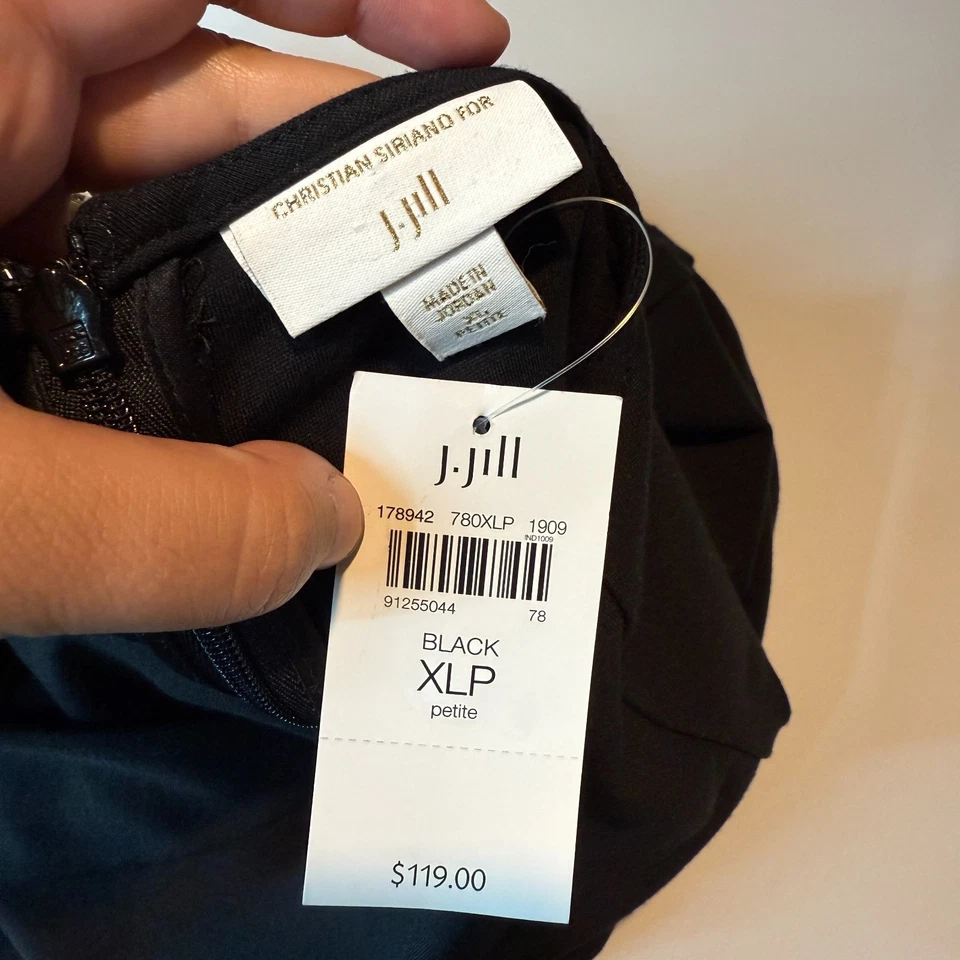 CHRISTIAN SIRIANO FOR
J.Jill
MADE IN
JORDAN
XL
PETITE
J.Jill
178942 780XLP 1909
IND1009
91255044 78
BLACK
XLP
petite
$119.00